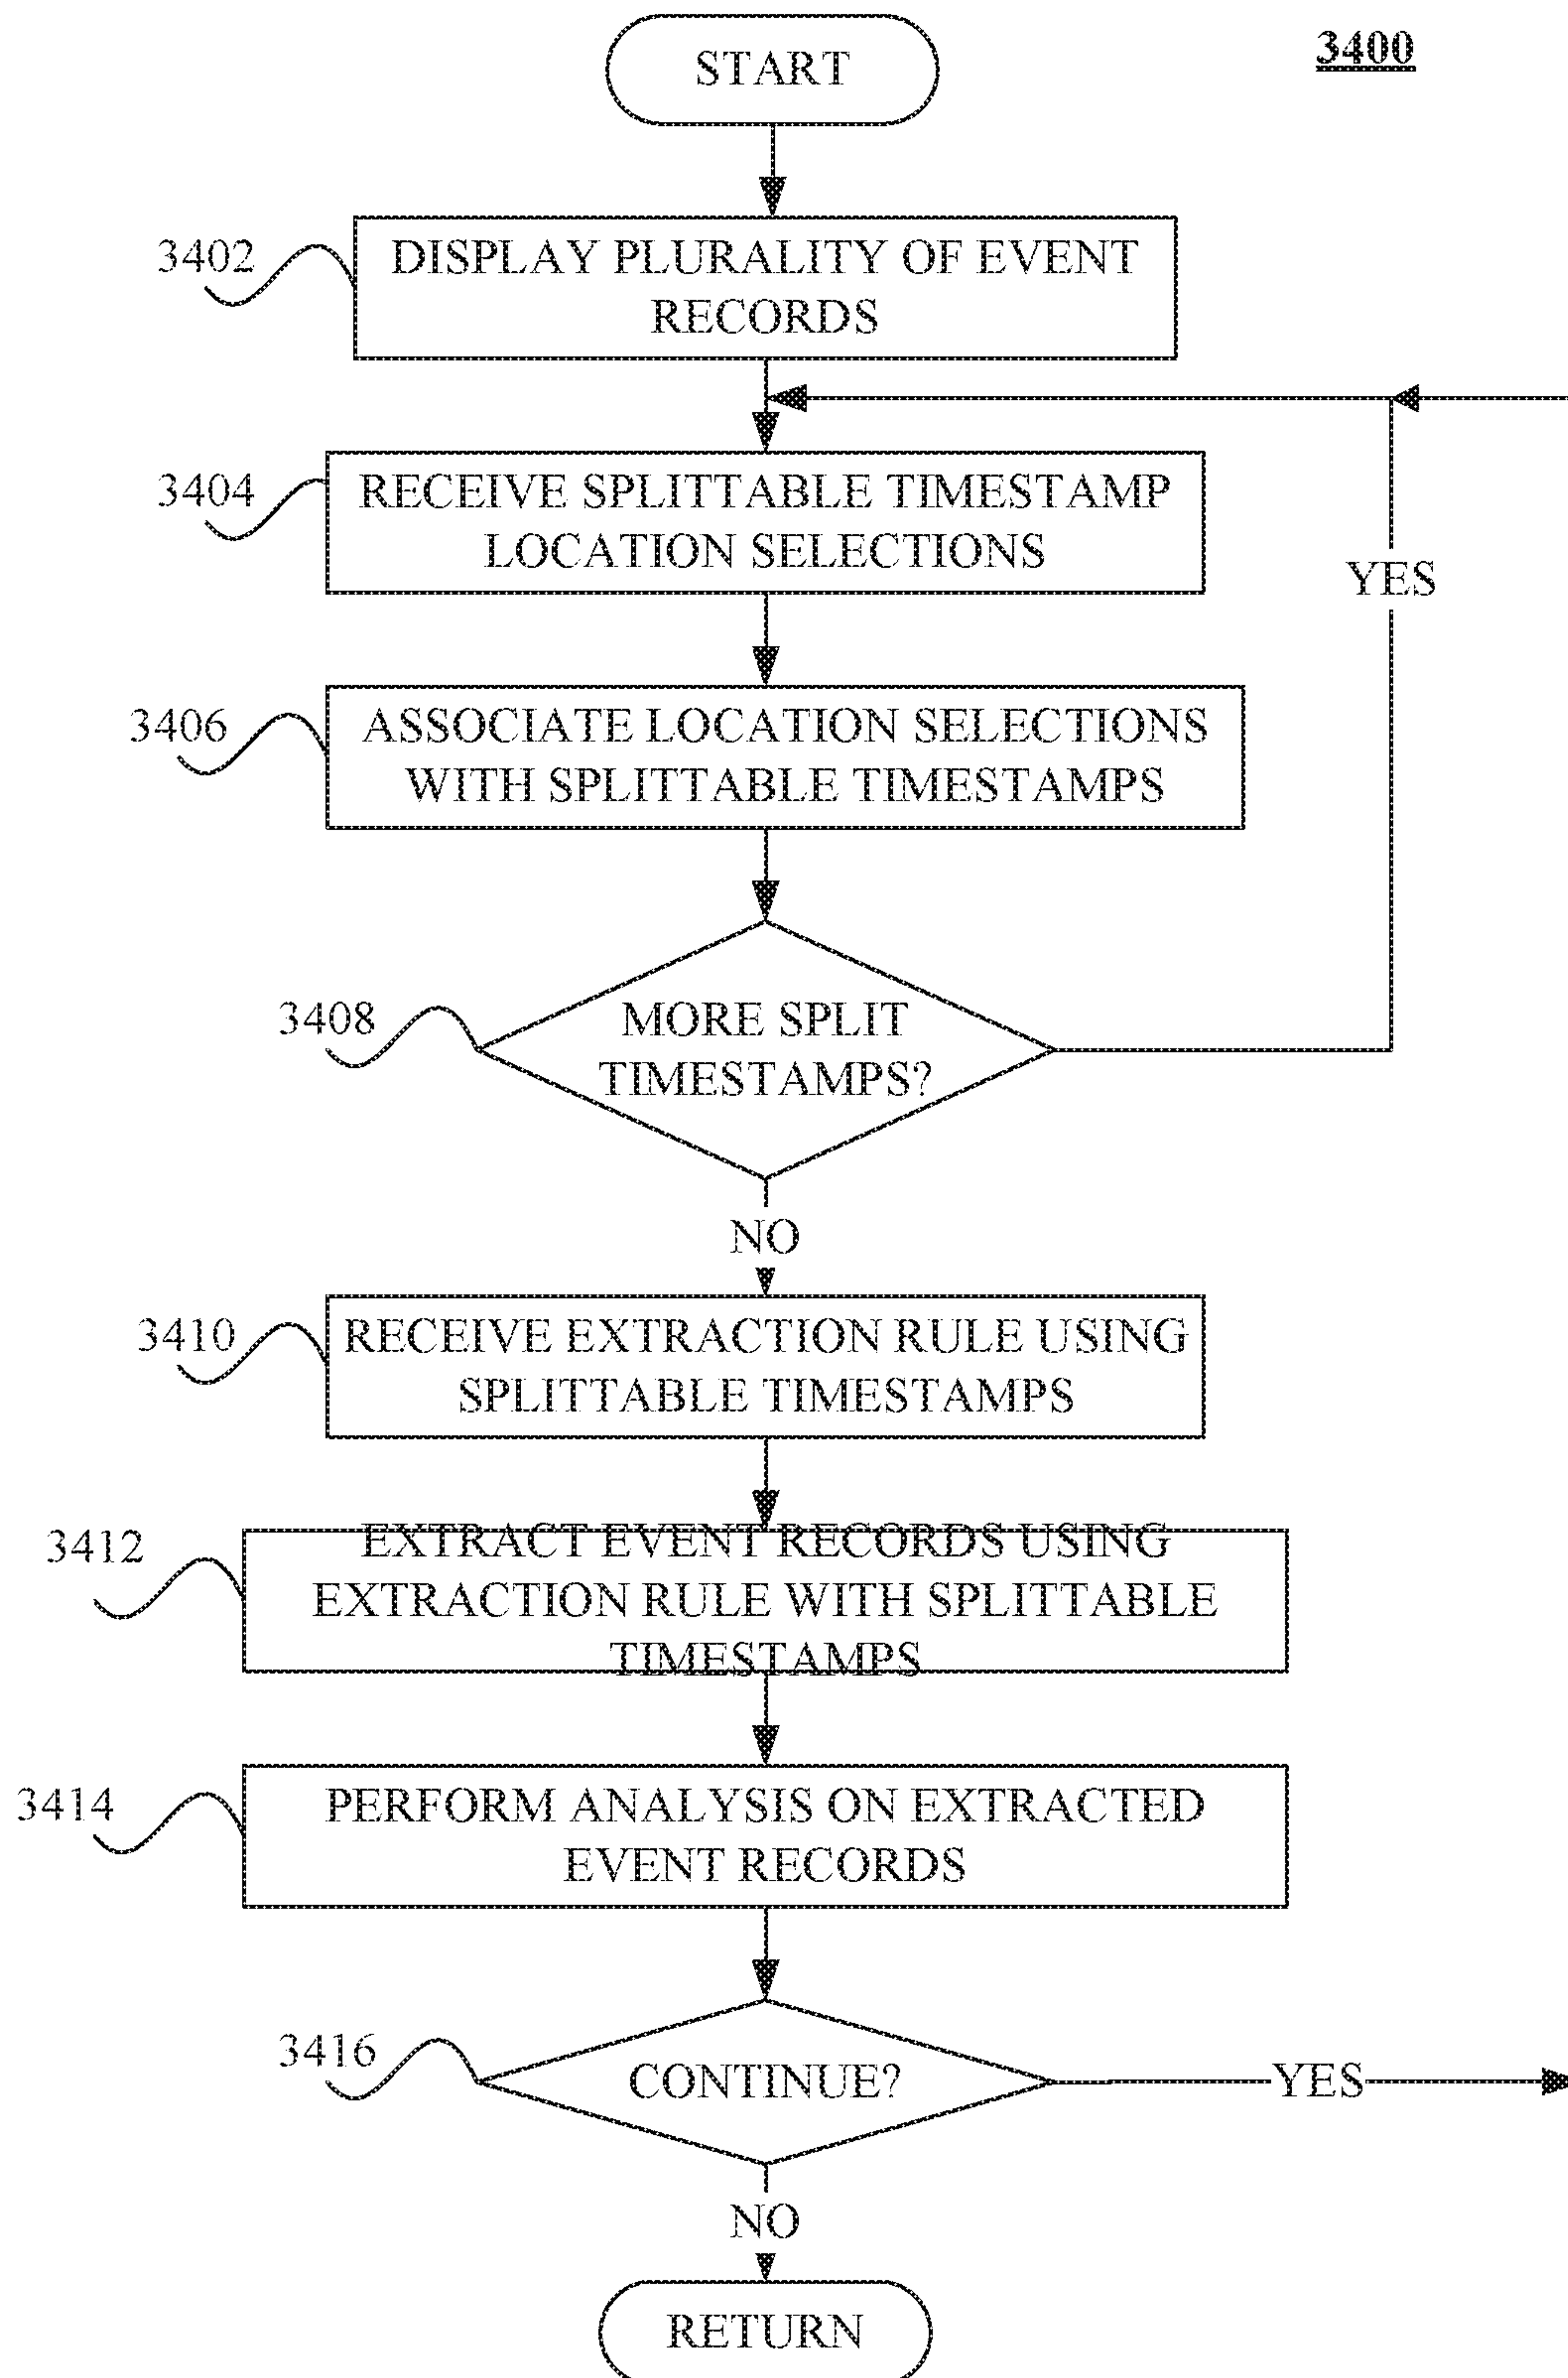 START
3400
3402
DISPLAY PLURALITY OF EVENT
RECORDS
3404
RECEIVE SPLITTABLE TIMESTAMP
LOCATION SELECTIONS
YES
3406
ASSOCIATE LOCATION SELECTIONS
WITH SPLITTABLE TIMESTAMPS
3408
MORE SPLIT
TIMESTAMPS?
NO
3410
RECEIVE EXTRACTION RULE USING
SPLITTABLE TIMESTAMPS
3412
EXTRACT EVENT RECORDS USING
EXTRACTION RULE WITH SPLITTABLE
TIMESTAMPS
3414
PERFORM ANALYSIS ON EXTRACTED
EVENT RECORDS
3416
CONTINUE?
YES
NO
RETURN